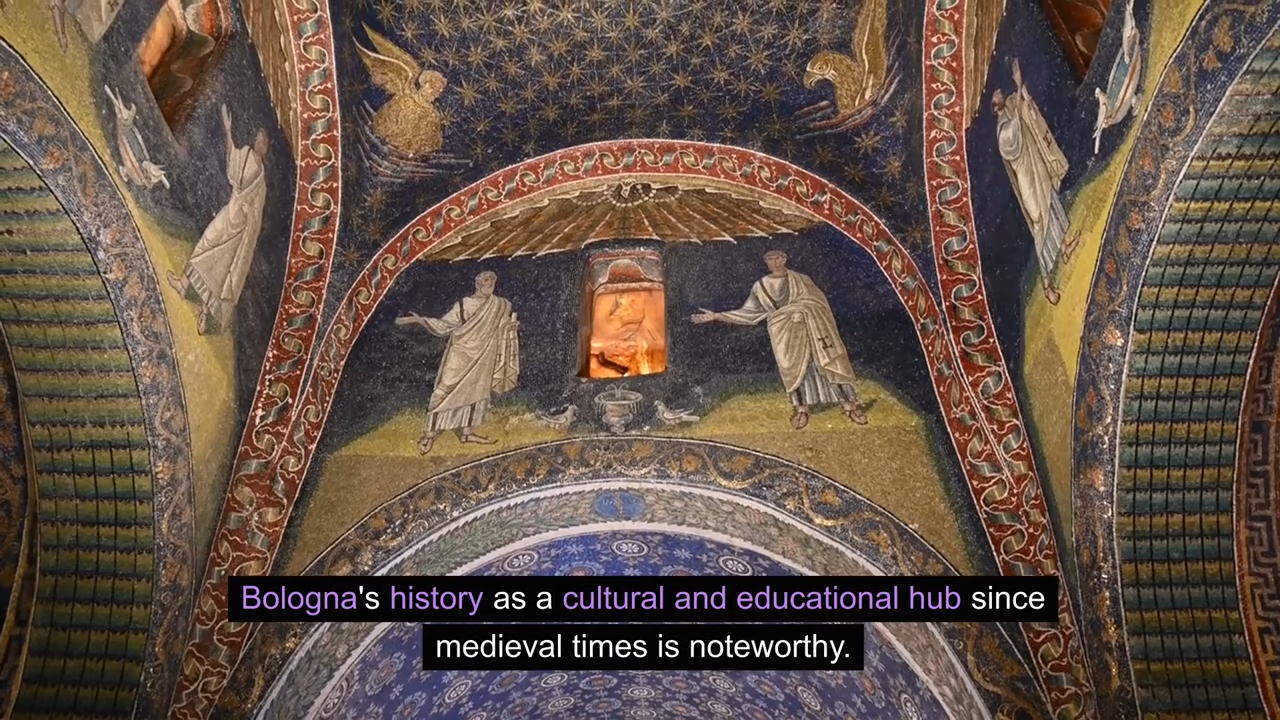 Bologna's history as a cultural and educational hub since
medieval times is noteworthy.